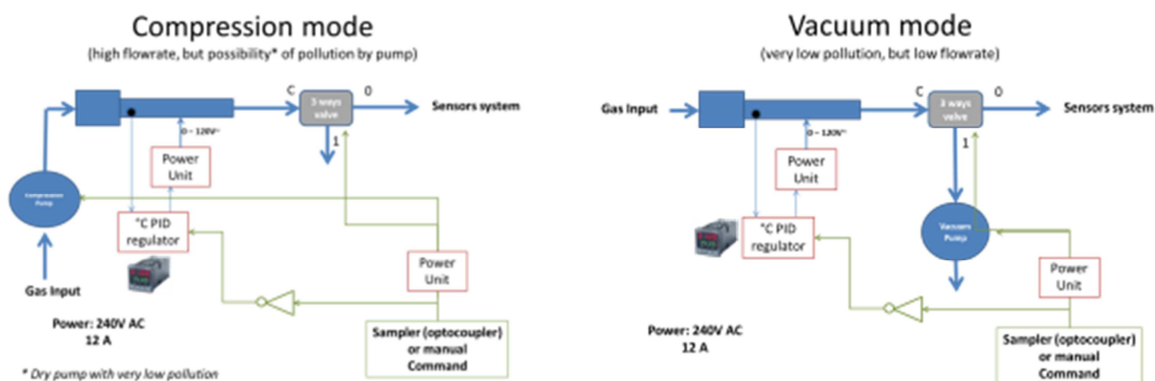 Compression mode
(high flowrate, but possibility* of pollution by pump)
C
3 ways
valve
0
Sensors system
1
0 – 120V~
Power
Unit
Compression
Pump
°C PID
regulator
Gas Input
Power
Unit
Power: 240V AC
12 A
Sampler (optocoupler)
or manual
Command
* Dry pump with very low pollution
Vacuum mode
(very low pollution, but low flowrate)
Gas Input
C
3 ways
valve
0
Sensors system
1
0 – 120V~
Power
Unit
°C PID
regulator
Vacuum
Pump
Power
Unit
Power: 240V AC
12 A
Sampler (optocoupler)
or manual
Command